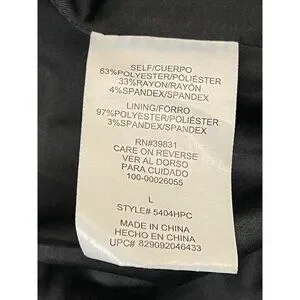 SELF/CUERPO
63%POLYESTER/POLIÉSTER
33%RAYON/RAYÓN
4%SPANDEX/SPANDEX
LINING/FORRO
97%POLYESTER/POLIÉSTER
3%SPANDEX/SPANDEX
RN#39831
CARE ON REVERSE
VER AL DORSO
PARA CUIDADO
100-00026055
L
STYLE# 5404HPC
MADE IN CHINA
HECHO EN CHINA
UPC# 829092046433